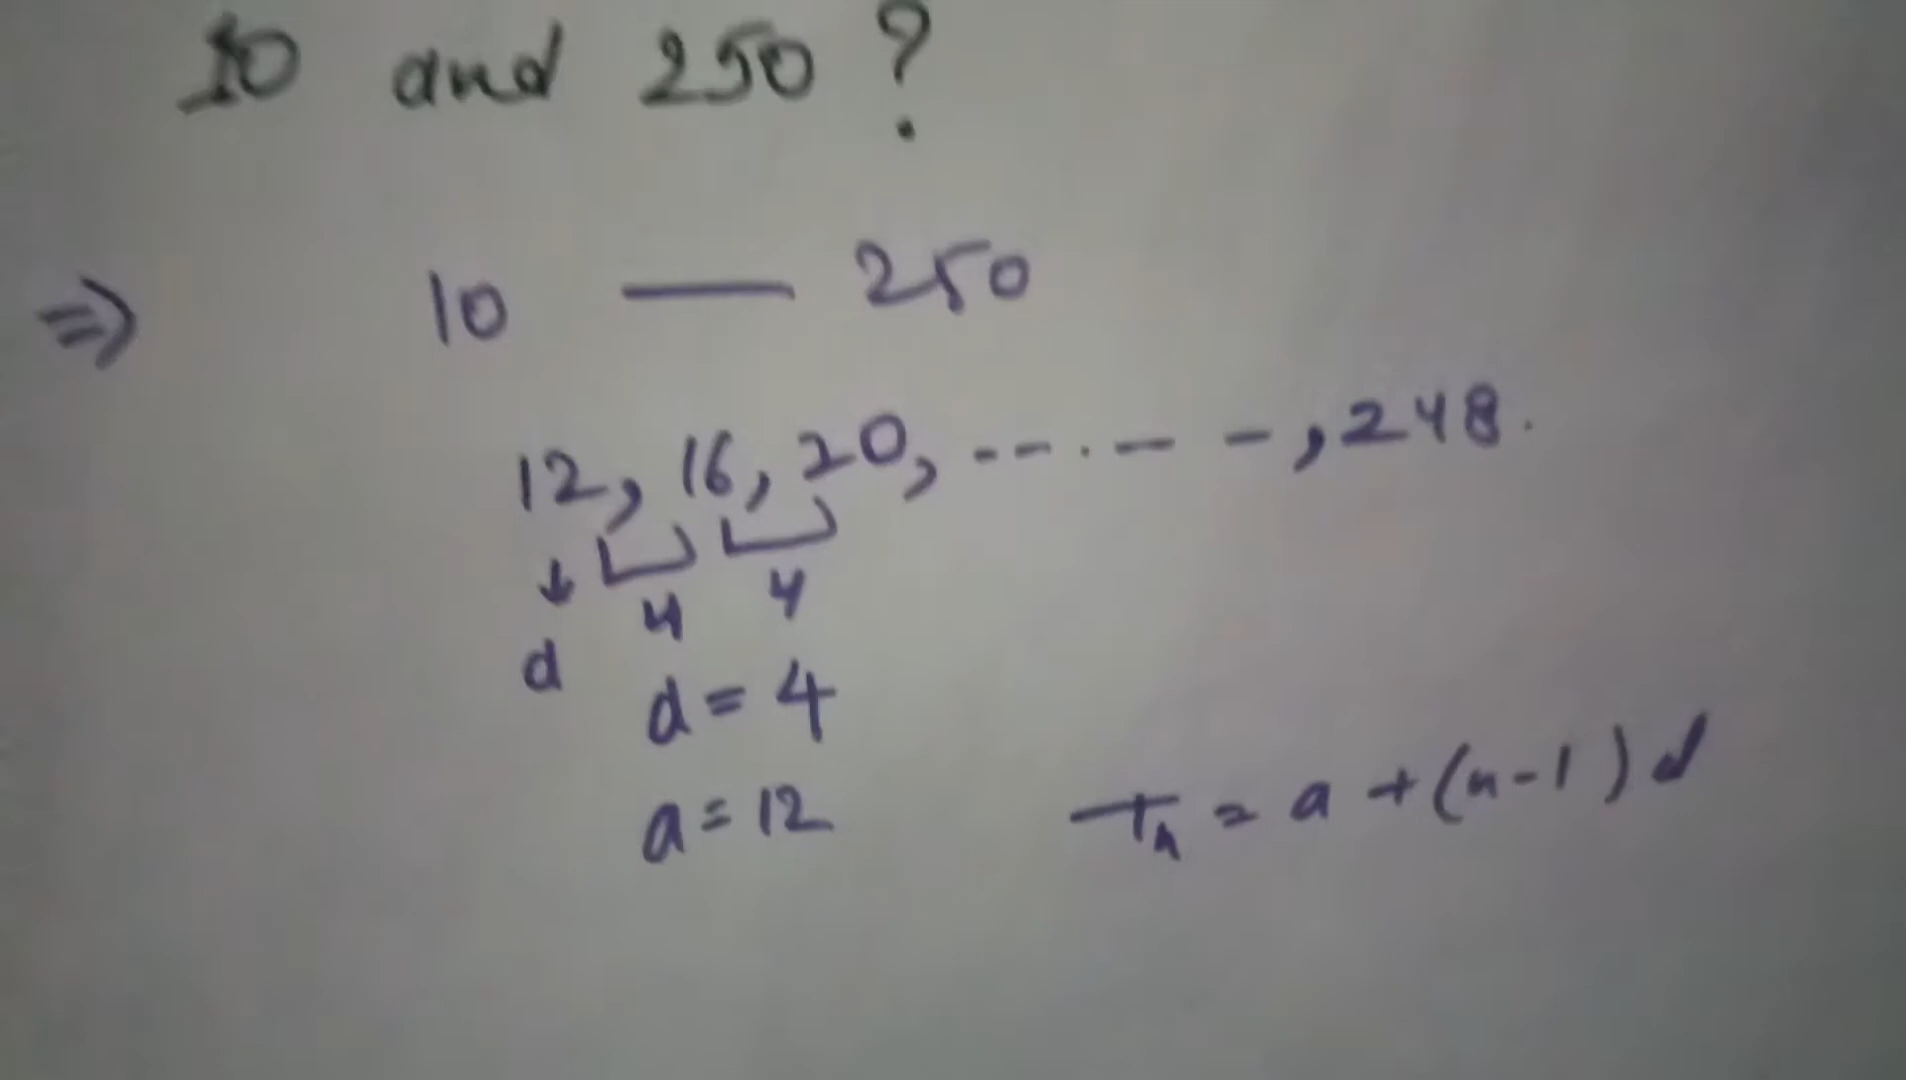 10 and 250 ?
⇒ 10 — 250
12, 16, 20, - - - . - - , 248.
↓ 4 4
d
d = 4
a = 12
Tn = a + (n - 1) d